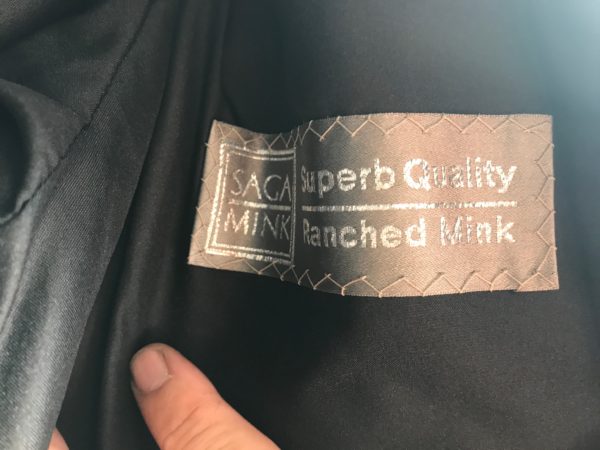 SAGA
MINK
Superb Quality
Ranched Mink